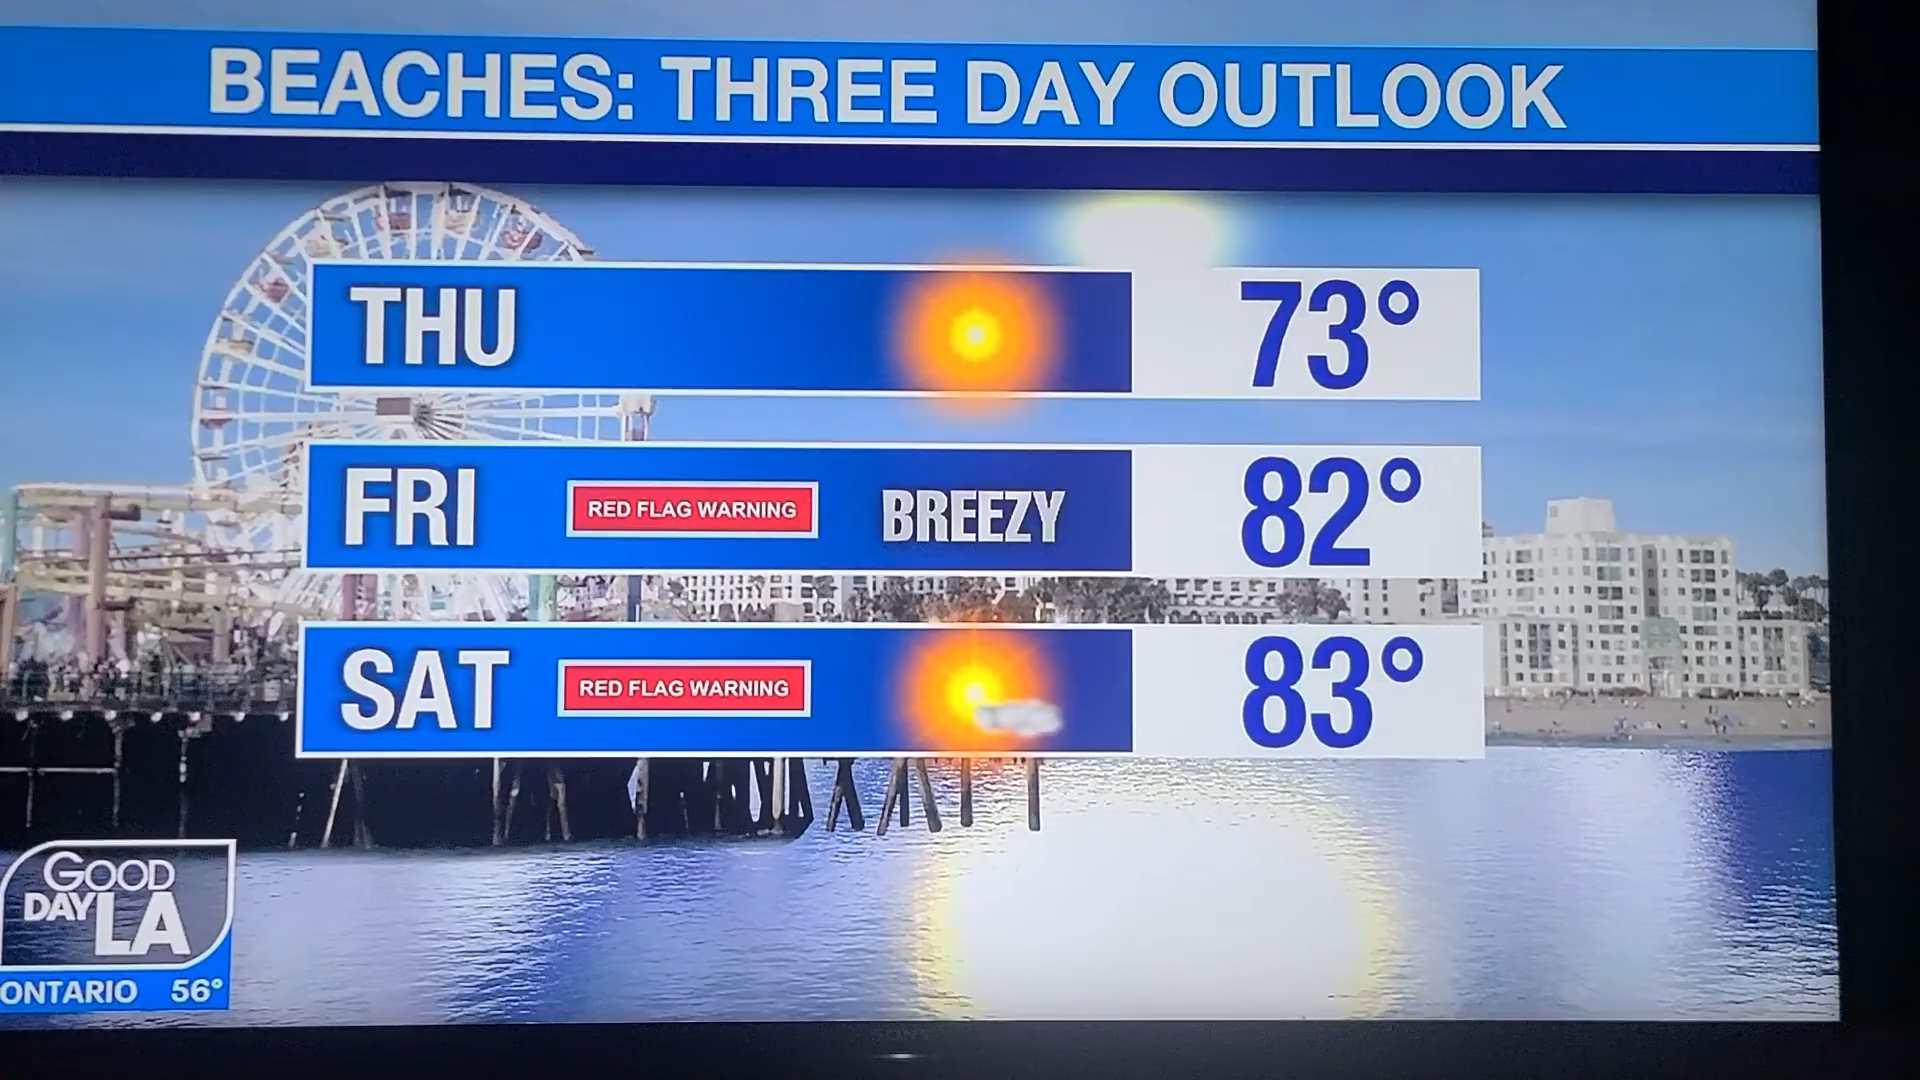 BEACHES: THREE DAY OUTLOOK
THU 73°
FRI RED FLAG WARNING BREEZY 82°
SAT RED FLAG WARNING 83°
GOOD
DAY LA
ONTARIO 56°
SONY